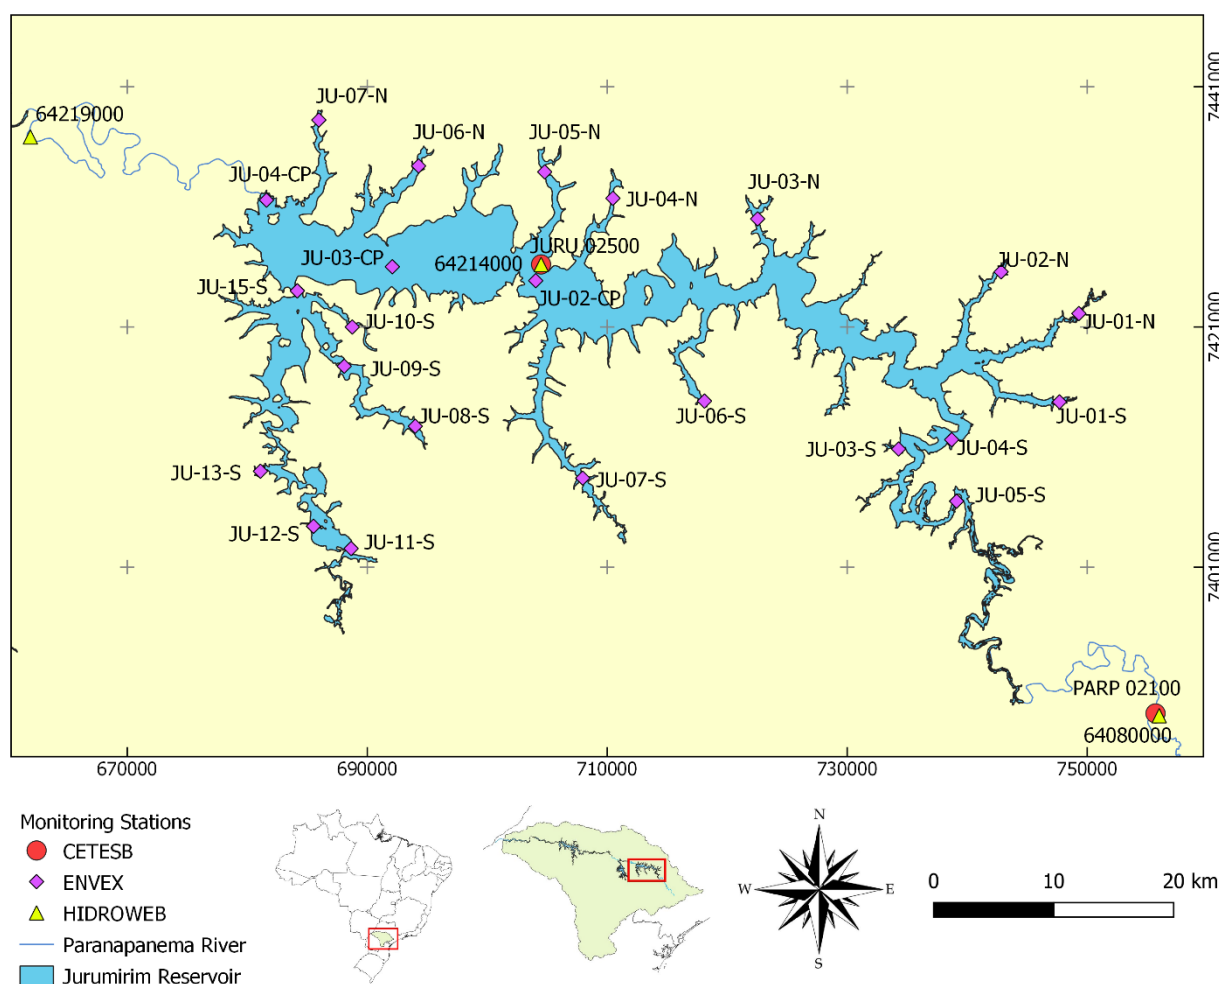 JU-07-N
7441000
64219000
JU-06-N
JU-05-N
JU-04-CP
JU-04-N
JU-03-N
JURU 02500
JU-03-CP
64214000
JU-02-N
JU-15-S
JU-02-CP
JU-10-S
JU-01-N
7421000
JU-09-S
JU-08-S
JU-06-S
JU-01-S
JU-03-S
JU-04-S
JU-13-S
JU-07-S
JU-05-S
JU-12-S
JU-11-S
7401000
PARP 02100
64080000
670000
690000
710000
730000
750000
Monitoring Stations
CETESB
ENVEX
HIDROWEB
Paranapanema River
Jurumirim Reservoir
N
W
E
S
0
10
20 km